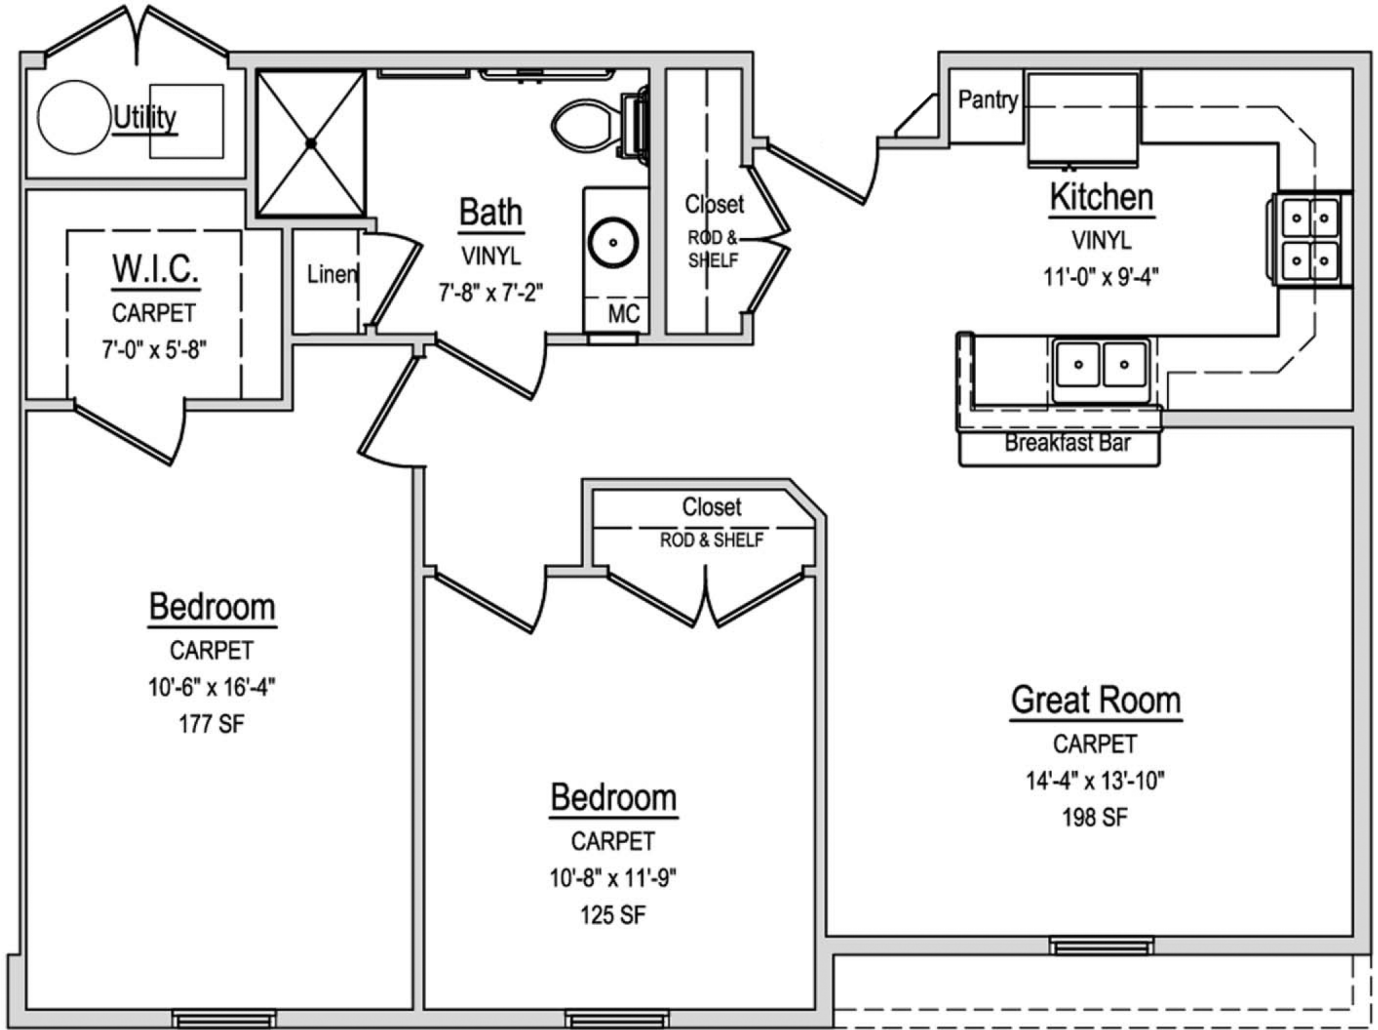 Utility
W.I.C.
CARPET
7'-0" x 5'-8"
Linen
Bath
VINYL
7'-8" x 7'-2"
MC
Closet
ROD &
SHELF
Pantry
Kitchen
VINYL
11'-0" x 9'-4"
Breakfast Bar
Closet
ROD & SHELF
Bedroom
CARPET
10'-6" x 16'-4"
177 SF
Bedroom
CARPET
10'-8" x 11'-9"
125 SF
Great Room
CARPET
14'-4" x 13'-10"
198 SF